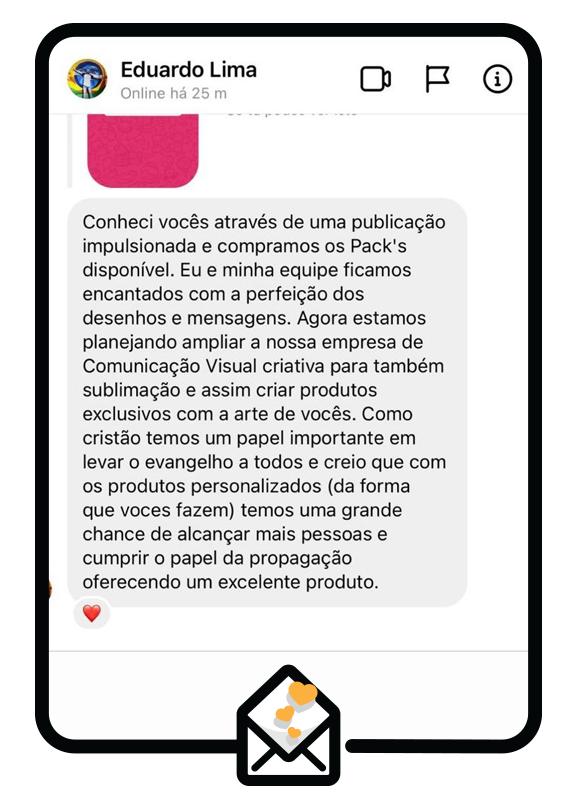 Eduardo Lima
Online há 25 m
Conheci vocês através de uma publicação
impulsionada e compramos os Pack's
disponível. Eu e minha equipe ficamos
encantados com a perfeição dos
desenhos e mensagens. Agora estamos
planejando ampliar a nossa empresa de
Comunicação Visual criativa para também
sublimação e assim criar produtos
exclusivos com a arte de vocês. Como
cristão temos um papel importante em
levar o evangelho a todos e creio que com
os produtos personalizados (da forma
que voces fazem) temos uma grande
chance de alcançar mais pessoas e
cumprir o papel da propagação
oferecendo um excelente produto.